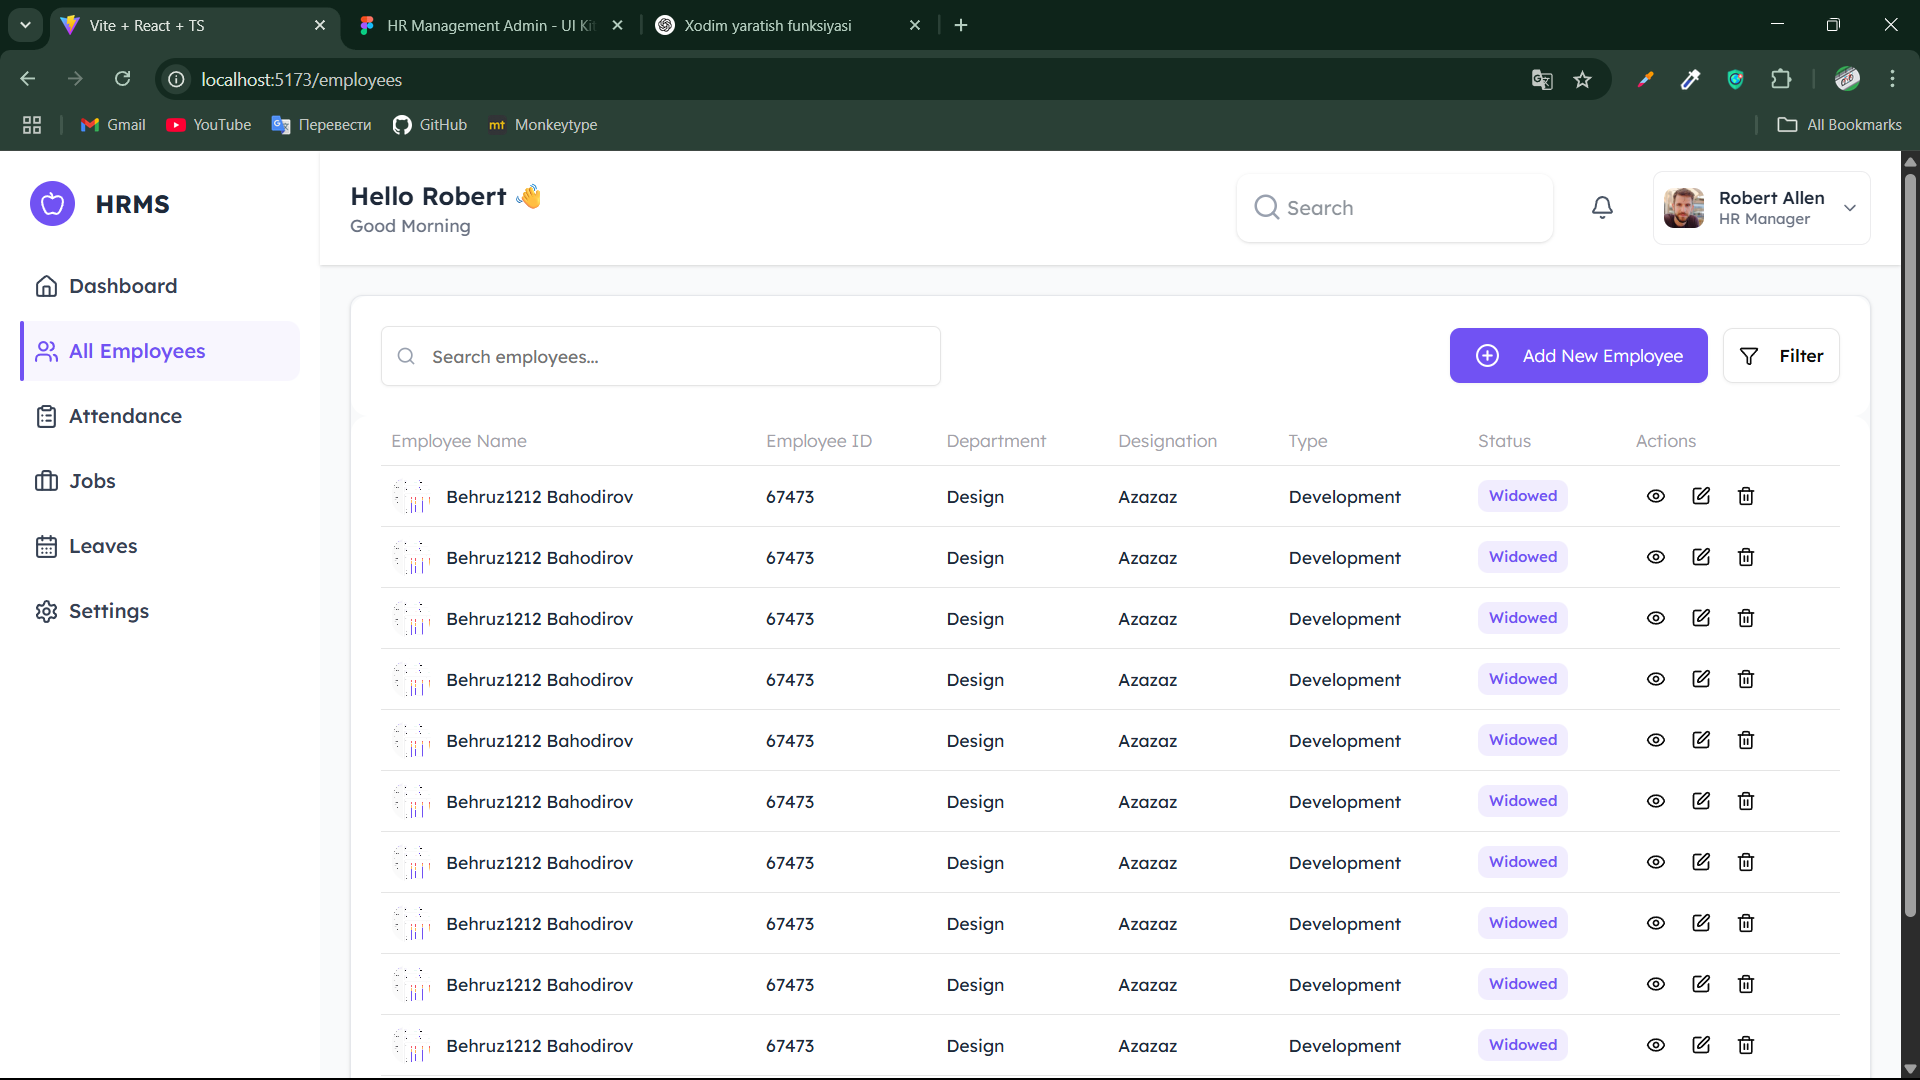 Vite + React + TS
HR Management Admin - UI Kit
Xodim yaratish funksiyasi
localhost:5173/employees
Gmail
YouTube
Перевести
GitHub
mt Monkeytype
All Bookmarks
HRMS
Hello Robert 👋
Good Morning
Search
Robert Allen
HR Manager
Dashboard
All Employees
Attendance
Jobs
Leaves
Settings
Search employees...
Add New Employee
Filter
Employee Name Employee ID Department Designation Type Status Actions
Behruz1212 Bahodirov 67473 Design Azazaz Development Widowed
Behruz1212 Bahodirov 67473 Design Azazaz Development Widowed
Behruz1212 Bahodirov 67473 Design Azazaz Development Widowed
Behruz1212 Bahodirov 67473 Design Azazaz Development Widowed
Behruz1212 Bahodirov 67473 Design Azazaz Development Widowed
Behruz1212 Bahodirov 67473 Design Azazaz Development Widowed
Behruz1212 Bahodirov 67473 Design Azazaz Development Widowed
Behruz1212 Bahodirov 67473 Design Azazaz Development Widowed
Behruz1212 Bahodirov 67473 Design Azazaz Development Widowed
Behruz1212 Bahodirov 67473 Design Azazaz Development Widowed